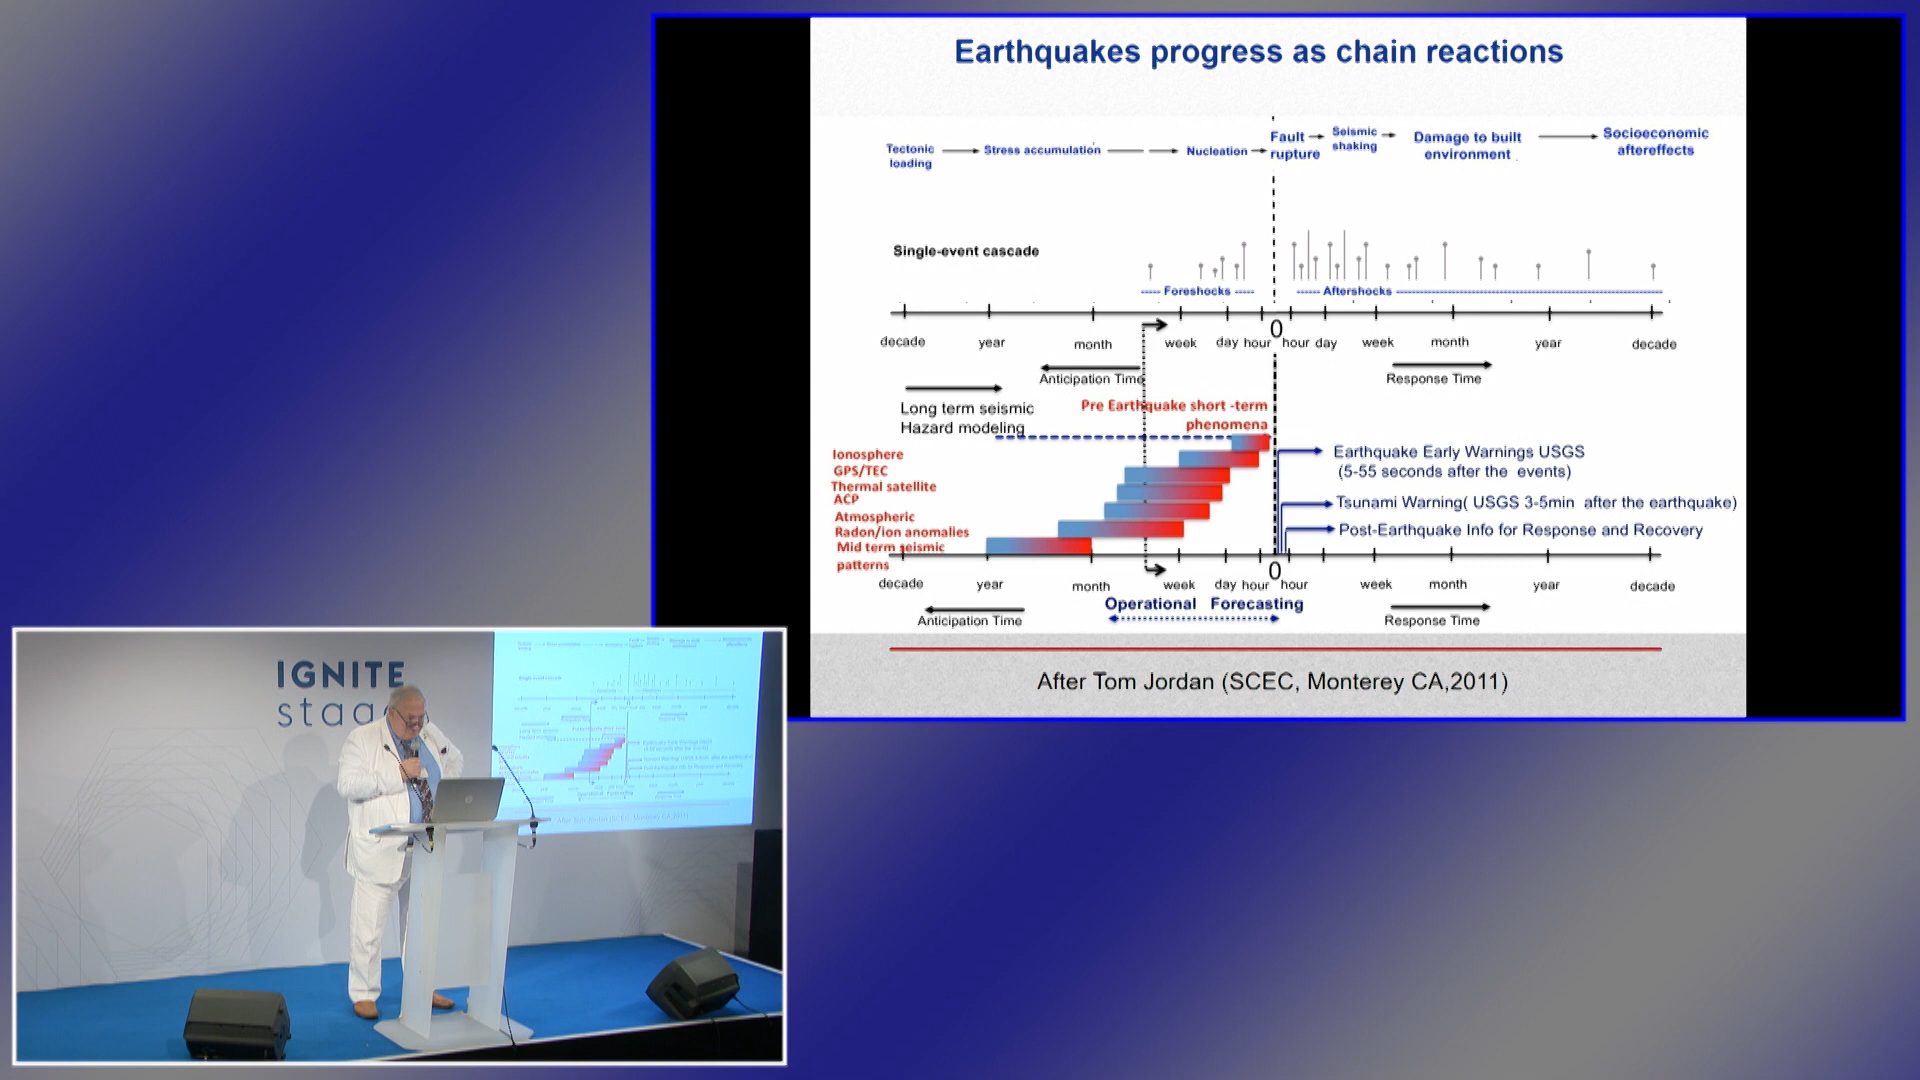 Earthquakes progress as chain reactions
Tectonic loading
Stress accumulation
Nucleation
Fault rupture
Seismic shaking
Damage to built environment
Socioeconomic aftereffects
Single-event cascade
Foreshocks
Aftershocks
0
decade year month week day hour hour day week month year decade
Anticipation Time
Response Time
Long term seismic
Hazard modeling
Pre Earthquake short -term
phenomena
Ionosphere
GPS/TEC
Thermal satellite
ACP
Atmospheric
Radon/ion anomalies
Mid term seismic
patterns
Earthquake Early Warnings USGS
(5-55 seconds after the events)
Tsunami Warning( USGS 3-5min after the earthquake)
Post-Earthquake Info for Response and Recovery
0
decade year month week day hour hour week month year decade
Operational Forecasting
Anticipation Time
Response Time
After Tom Jordan (SCEC, Monterey CA,2011)
IGNITE